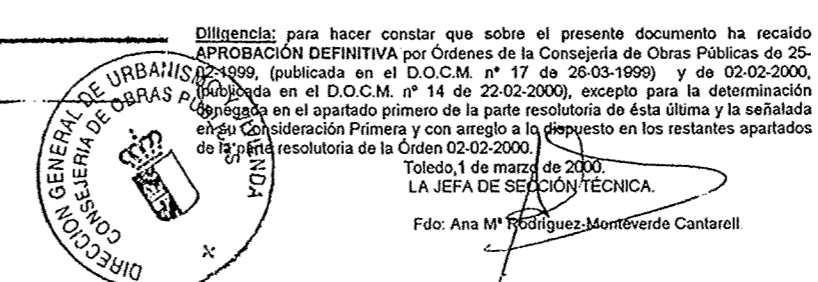 Diligencia: para hacer constar que sobre el presente documento ha recaido
APROBACIÓN DEFINITIVA por Órdenes de la Consejeria de Obras Públicas de 25-
02-1999, (publicada en el D.O.C.M. nº 17 de 26-03-1999) y de 02-02-2000,
(publicada en el D.O.C.M. nº 14 de 22-02-2000), excepto para la determinación
denegada en el apartado primero de la parte resolutoria de ésta última y la señalada
en su Consideración Primera y con arreglo a lo dispuesto en los restantes apartados
de la parte resolutoria de la Órden 02-02-2000.
Toledo,1 de marzo de 2000.
LA JEFA DE SECCIÓN TÉCNICA.
Fdo: Ana Mª Rodriguez-Monteverde Cantarell
DIRECCION GENERAL DE URBANISMO Y VIVIENDA
CONSEJERIA DE OBRAS PUBLICAS